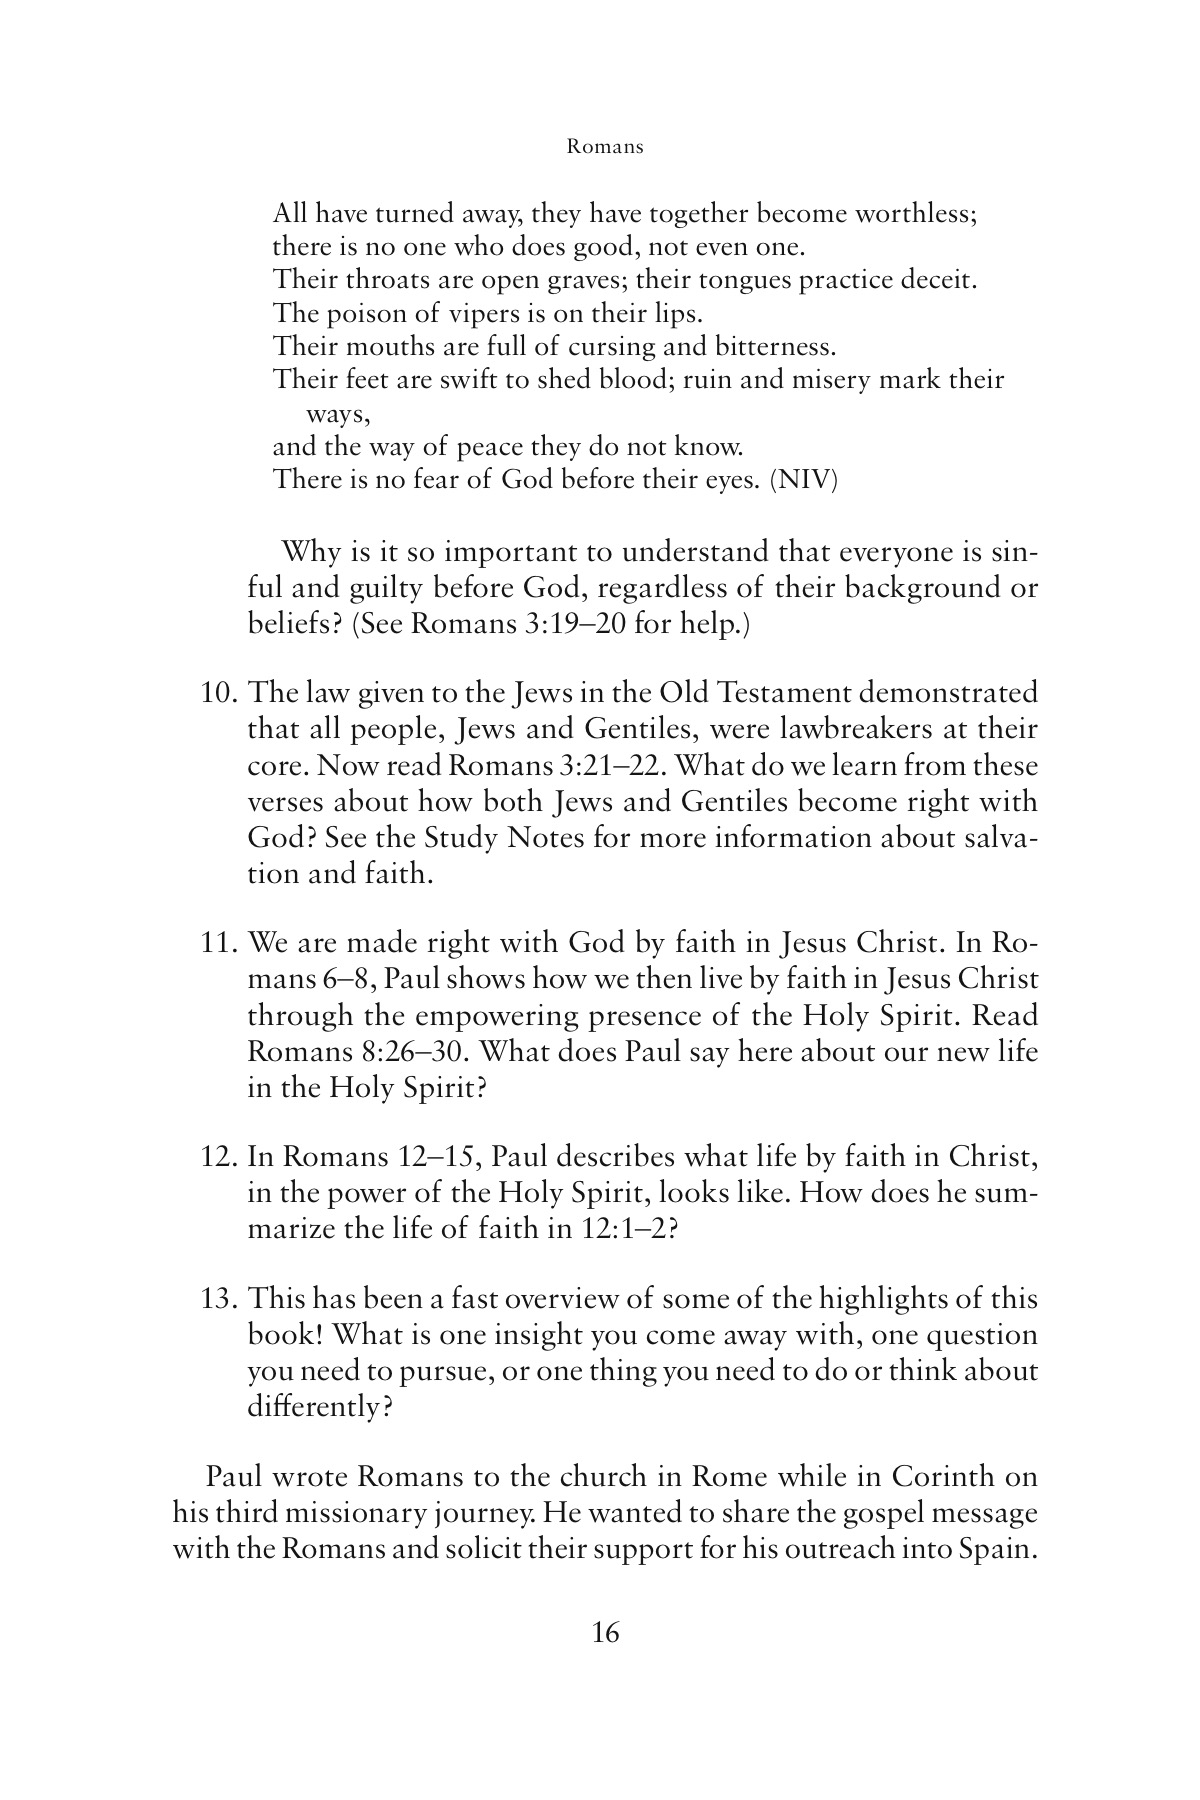 Romans
All have turned away, they have together become worthless;
there is no one who does good, not even one.
Their throats are open graves; their tongues practice deceit.
The poison of vipers is on their lips.
Their mouths are full of cursing and bitterness.
Their feet are swift to shed blood; ruin and misery mark their
ways,
and the way of peace they do not know.
There is no fear of God before their eyes. (NIV)
Why is it so important to understand that everyone is sin-
ful and guilty before God, regardless of their background or
beliefs? (See Romans 3:19–20 for help.)
10. The law given to the Jews in the Old Testament demonstrated
that all people, Jews and Gentiles, were lawbreakers at their
core. Now read Romans 3:21–22. What do we learn from these
verses about how both Jews and Gentiles become right with
God? See the Study Notes for more information about salva-
tion and faith.
11. We are made right with God by faith in Jesus Christ. In Ro-
mans 6–8, Paul shows how we then live by faith in Jesus Christ
through the empowering presence of the Holy Spirit. Read
Romans 8:26–30. What does Paul say here about our new life
in the Holy Spirit?
12. In Romans 12–15, Paul describes what life by faith in Christ,
in the power of the Holy Spirit, looks like. How does he sum-
marize the life of faith in 12:1–2?
13. This has been a fast overview of some of the highlights of this
book! What is one insight you come away with, one question
you need to pursue, or one thing you need to do or think about
differently?
Paul wrote Romans to the church in Rome while in Corinth on
his third missionary journey. He wanted to share the gospel message
with the Romans and solicit their support for his outreach into Spain.
16